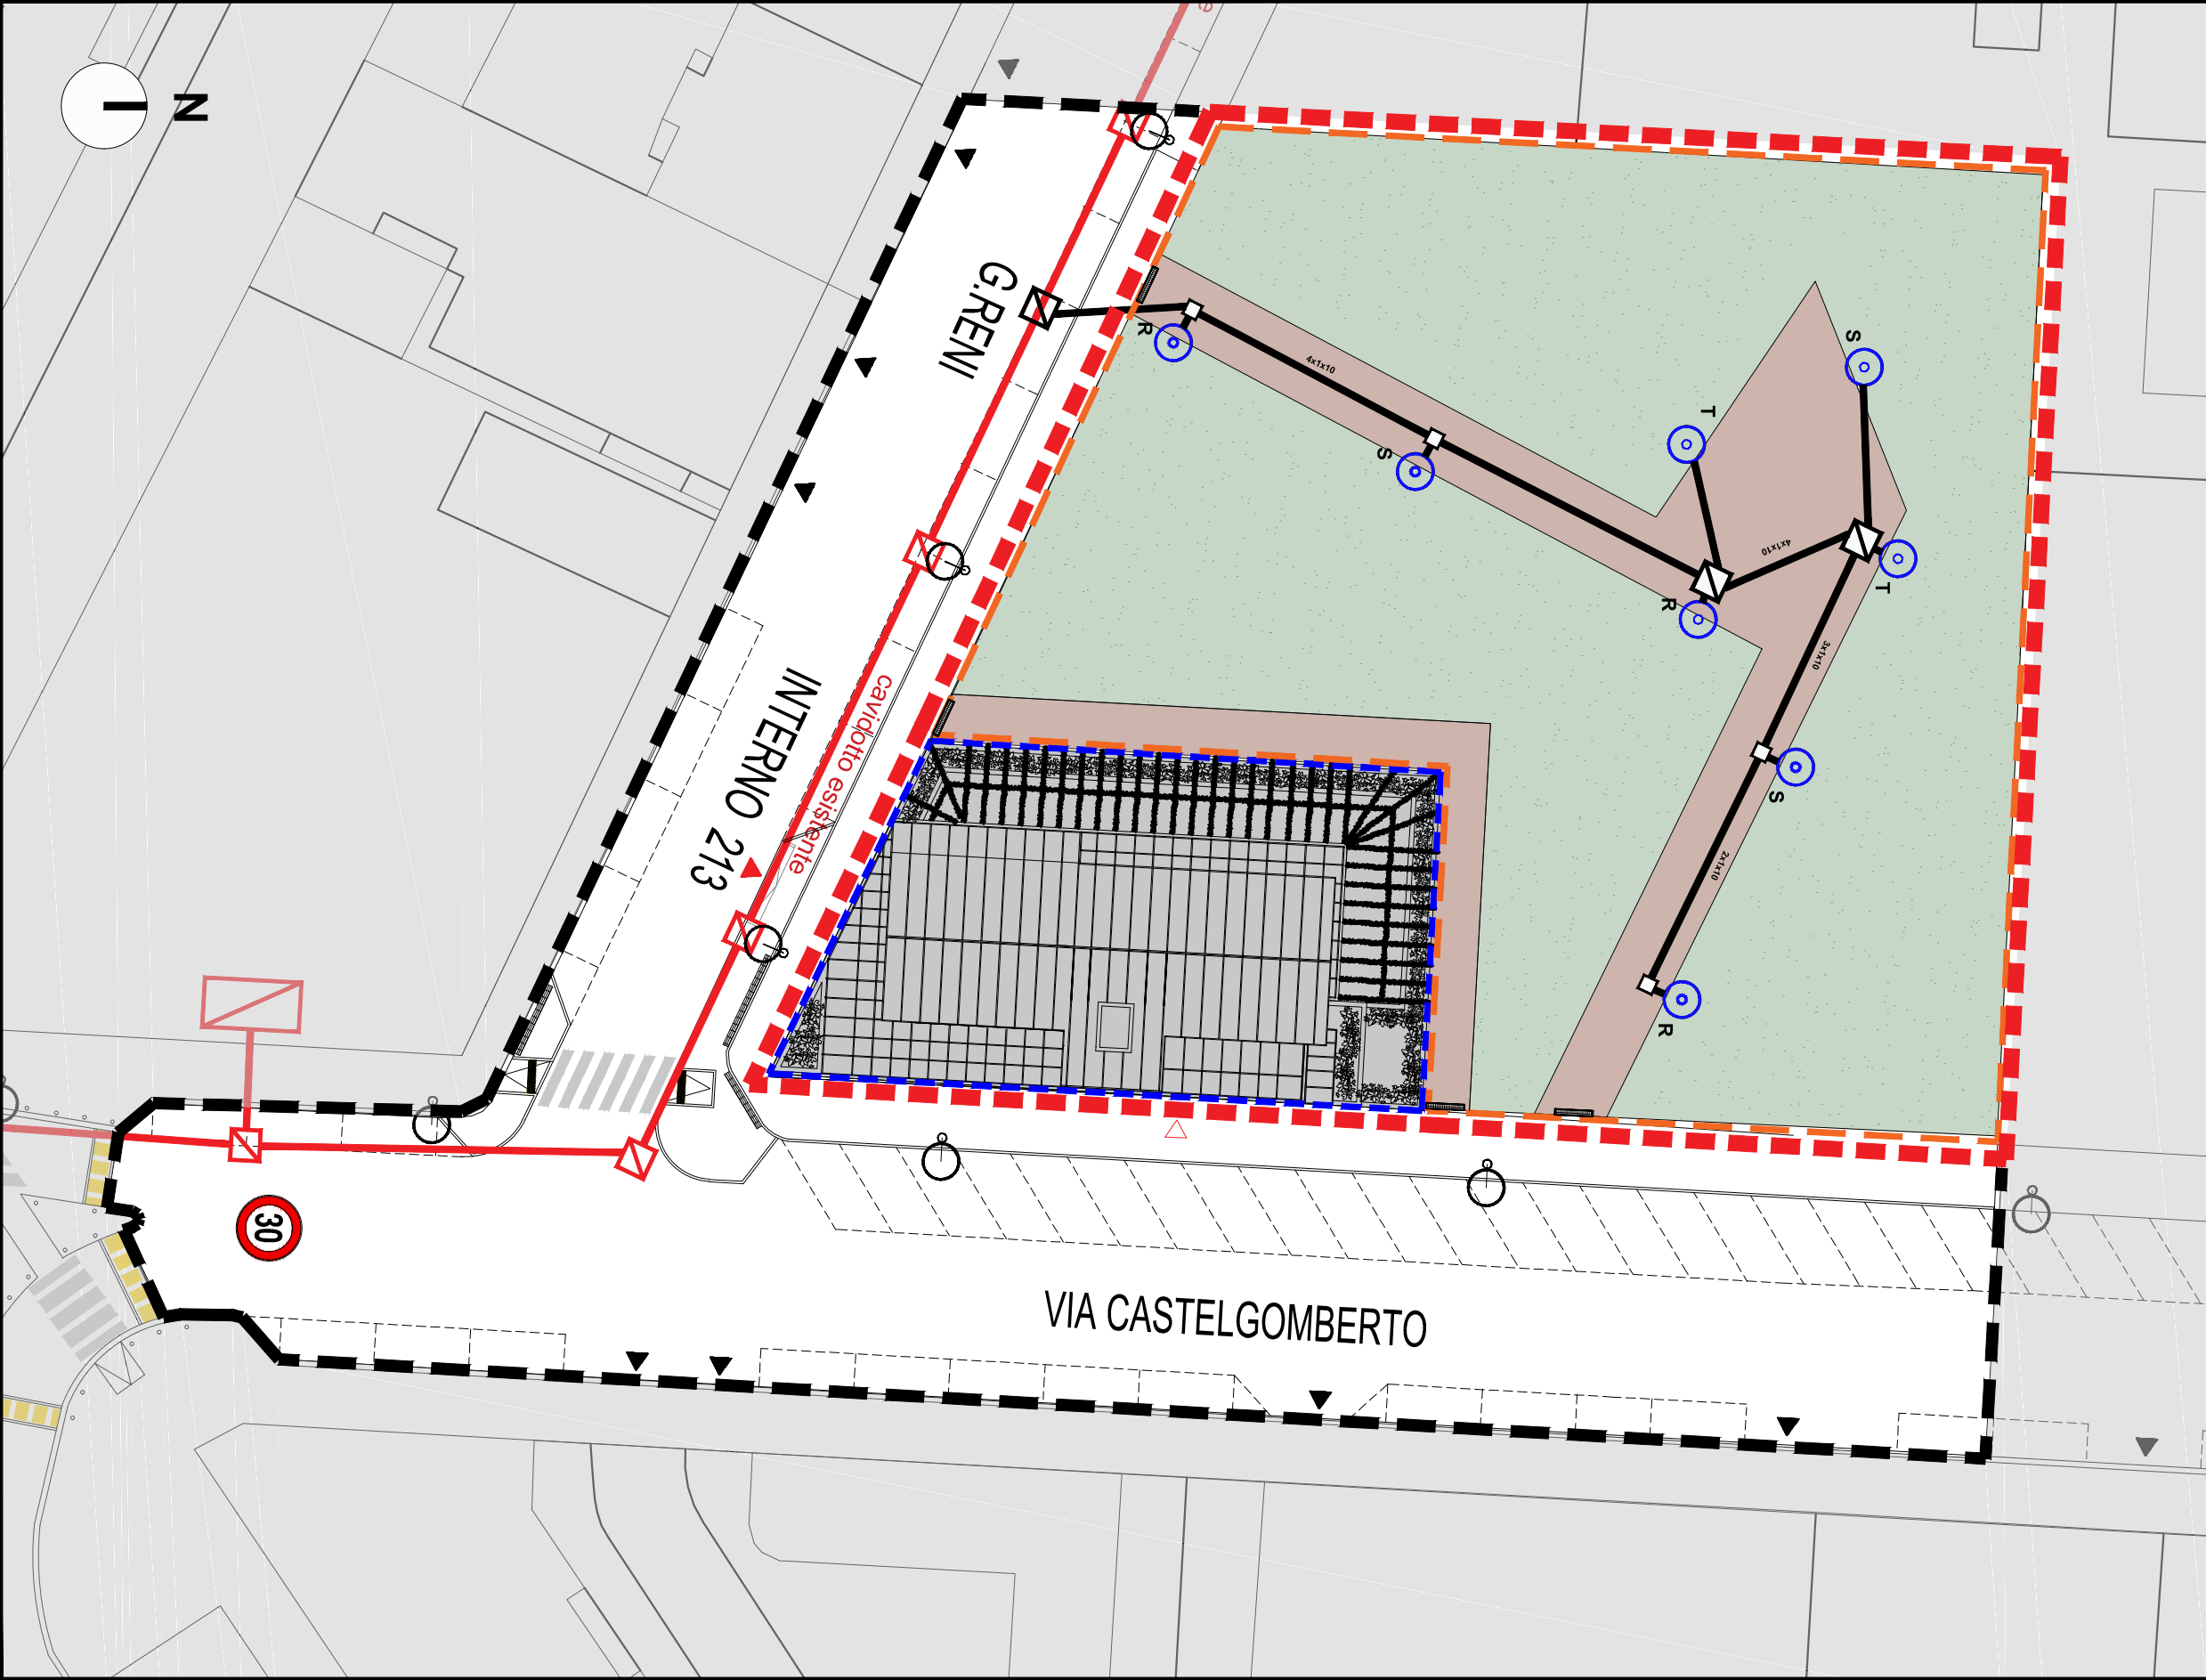 N
G.RENI
INTERNO 213
cavidotto esistente
R
4x1x10
S
T
S
4x1x10
T
R
3x1x10
S
2x1x10
R
30
VIA CASTELGOMBERTO